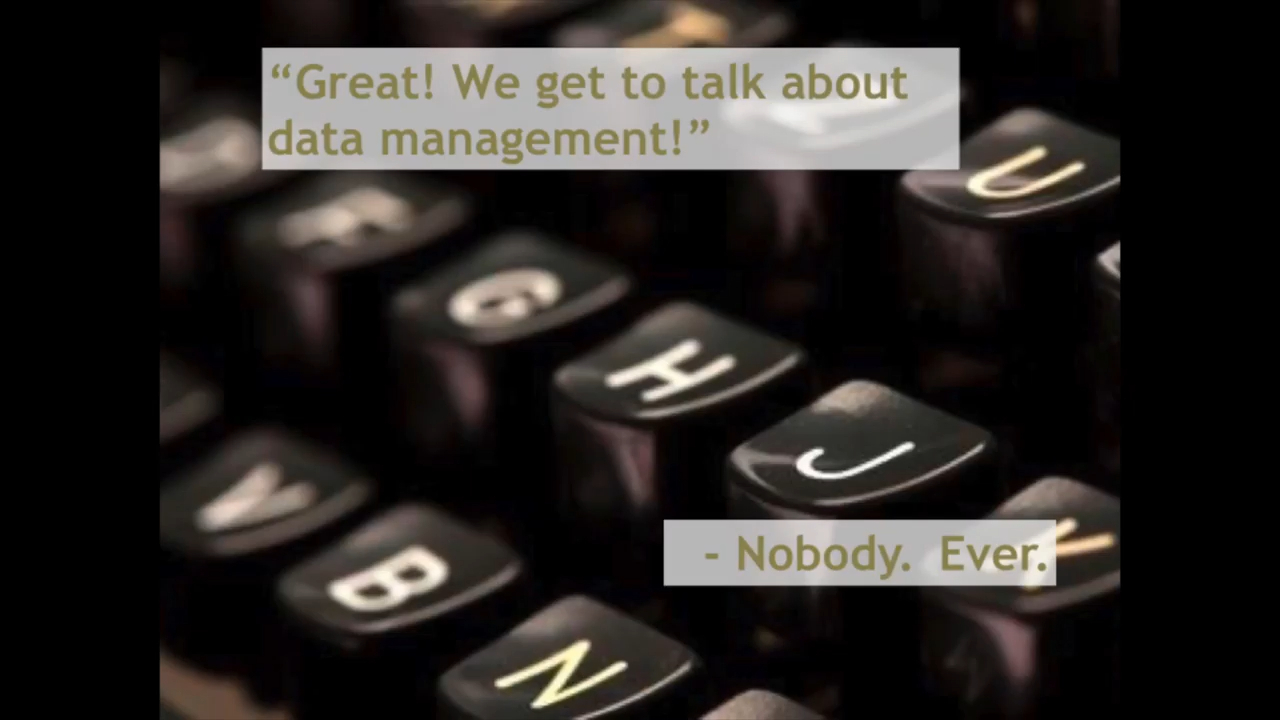 “Great! We get to talk about
data management!”
U
G
H
J
- Nobody.  Ever.
V
B
N